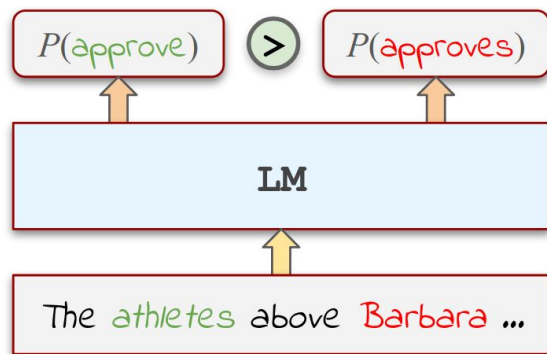 P(approve) > P(approves)
LM
The athletes above Barbara ...